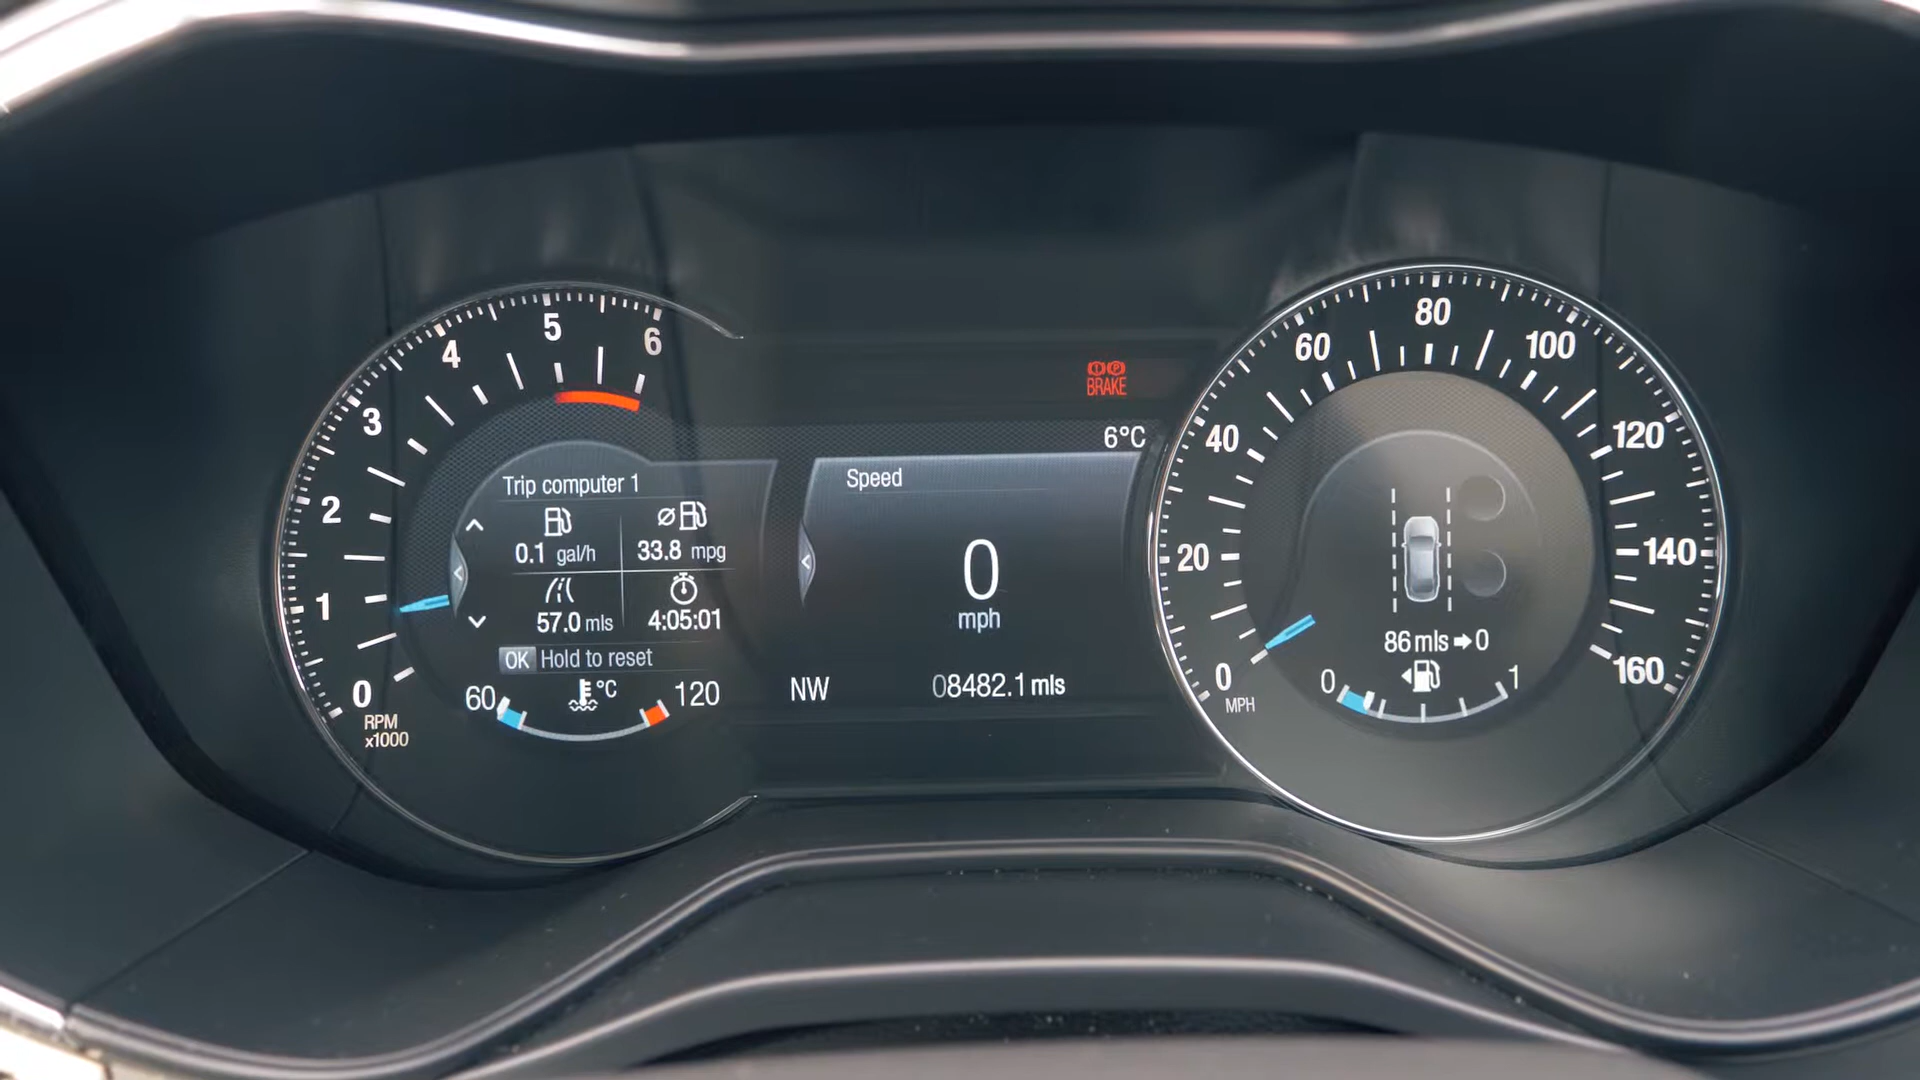 0
1
2
3
4
5
6
RPM
x1000
Trip computer 1
0.1 gal/h
⌀ 33.8 mpg
57.0 mls
4:05:01
OK Hold to reset
60 °C 120
BRAKE
6°C
Speed
0
mph
NW 08482.1 mls
0
20
40
60
80
100
120
140
160
MPH
86 mls ➡ 0
0 1